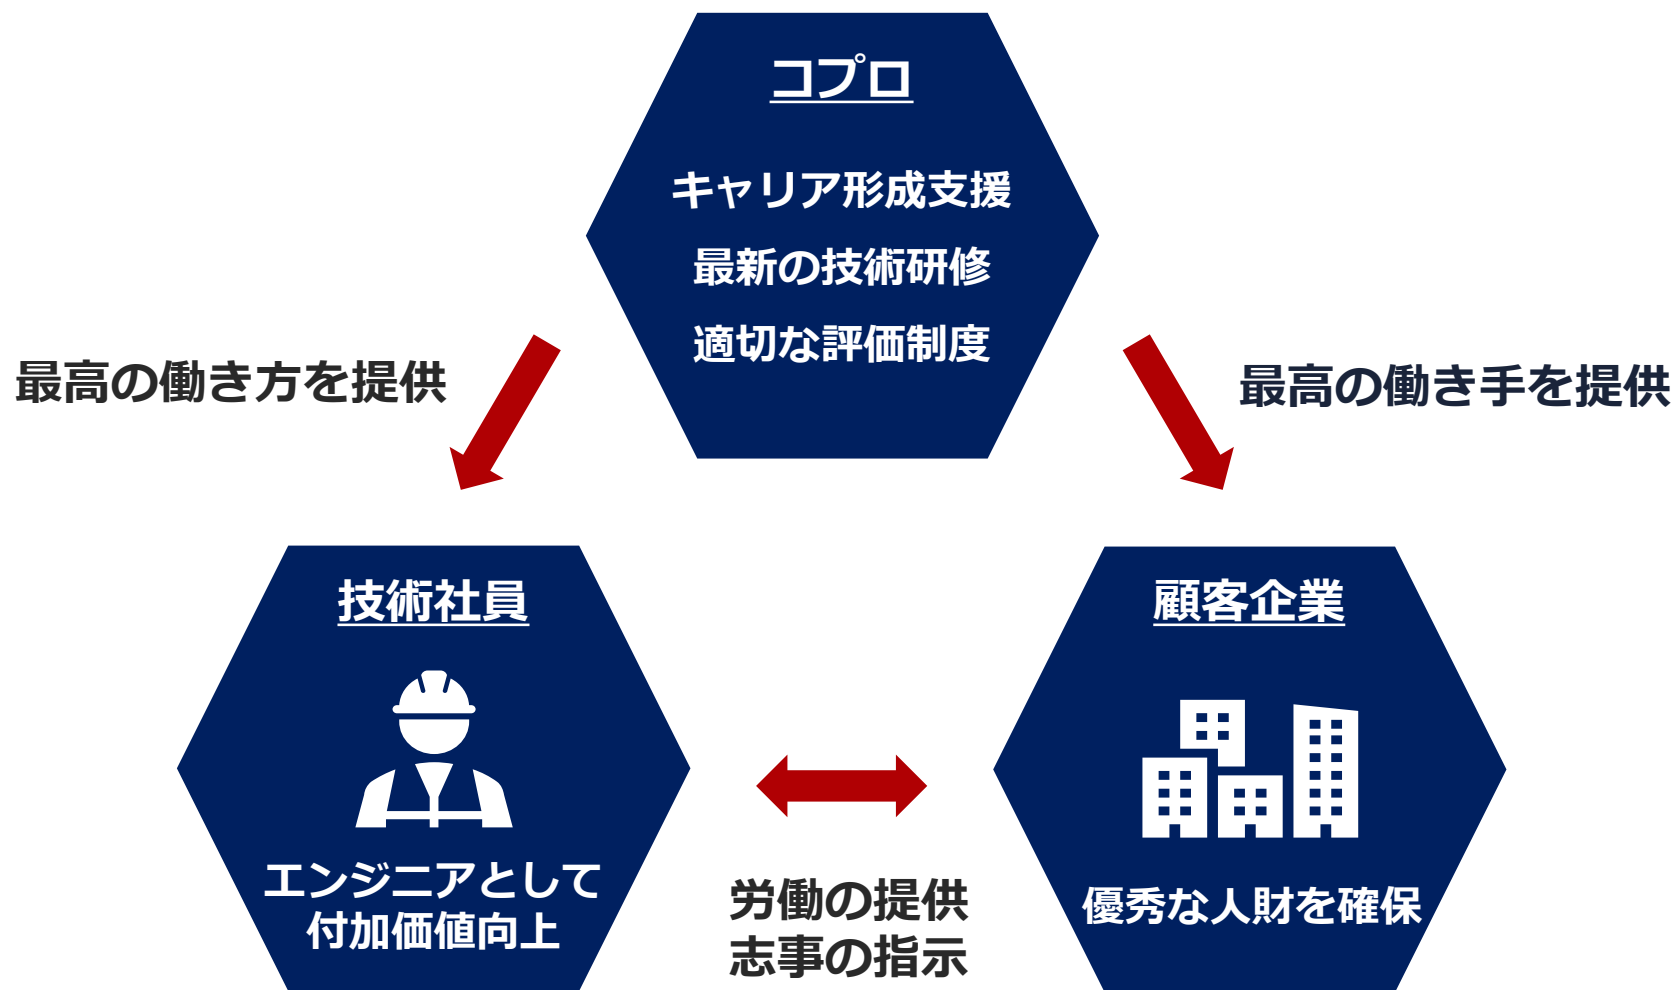 コプロ
キャリア形成支援
最新の技術研修
適切な評価制度
最高の働き方を提供
最高の働き手を提供
技術社員
エンジニアとして
付加価値向上
顧客企業
優秀な人財を確保
労働の提供
志事の指示